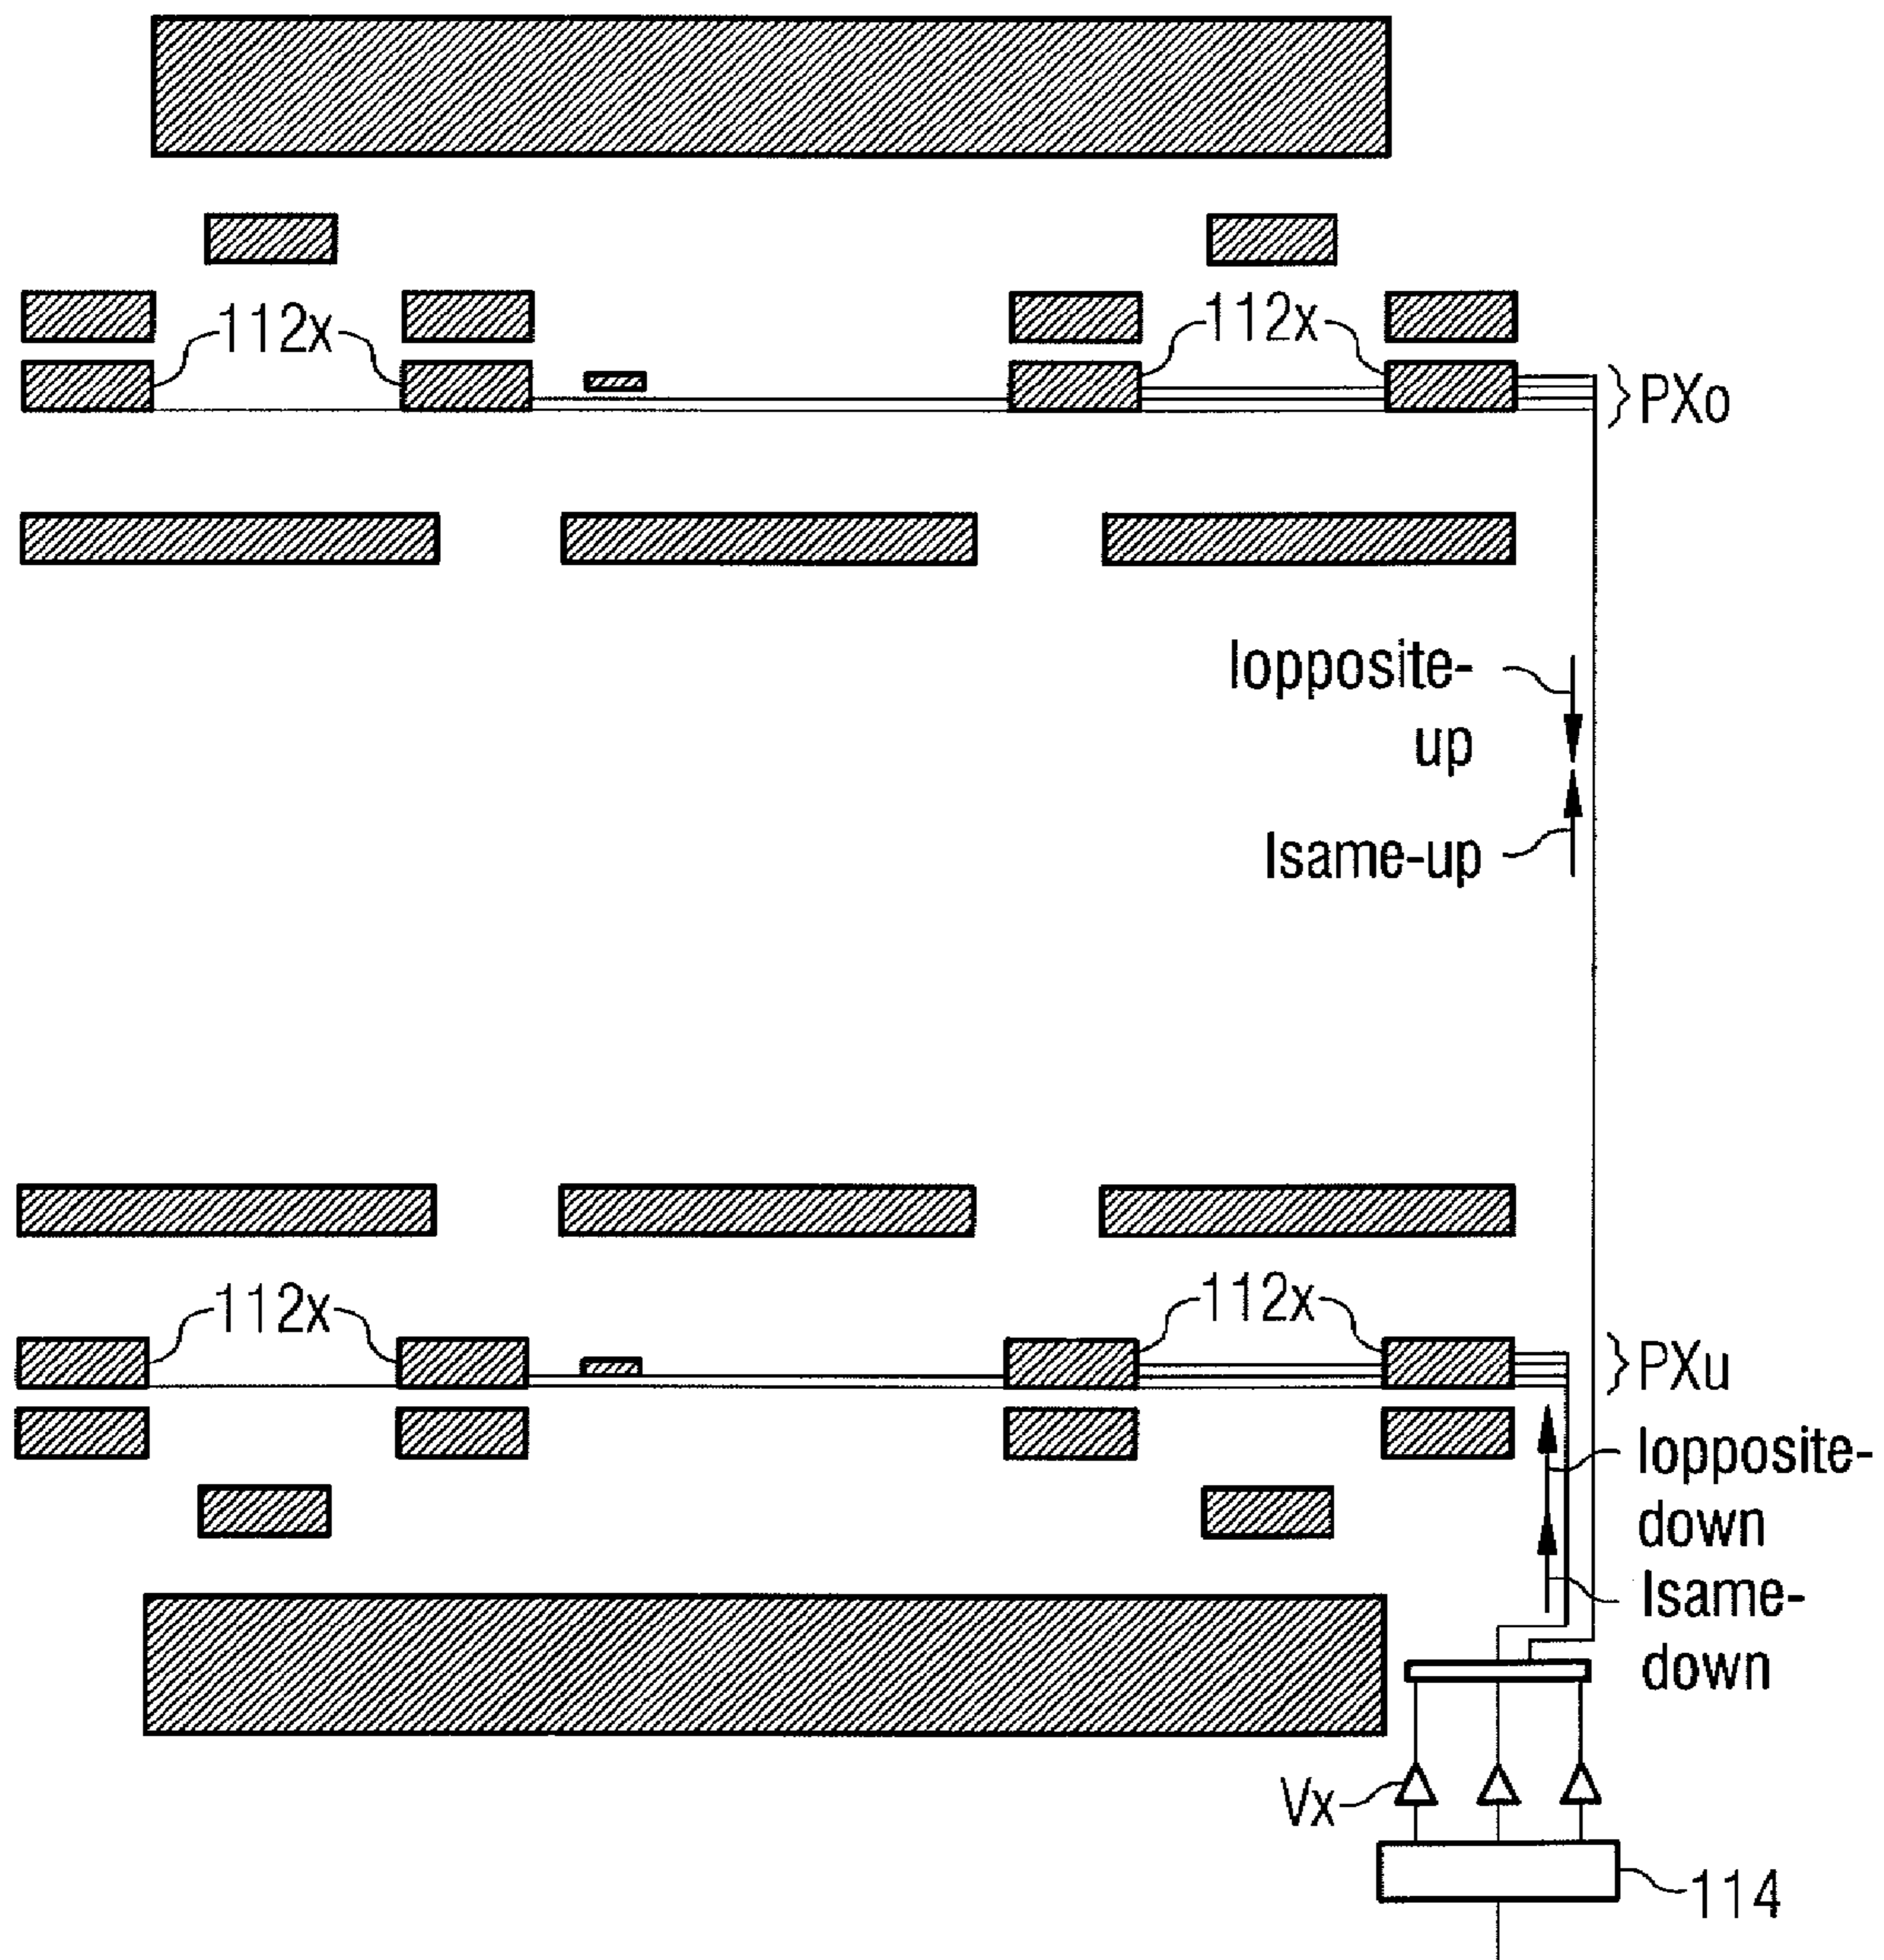 112x
112x
PXo
Iopposite-
up
Isame-up
112x
112x
PXu
Iopposite-
down
Isame-
down
Vx
114